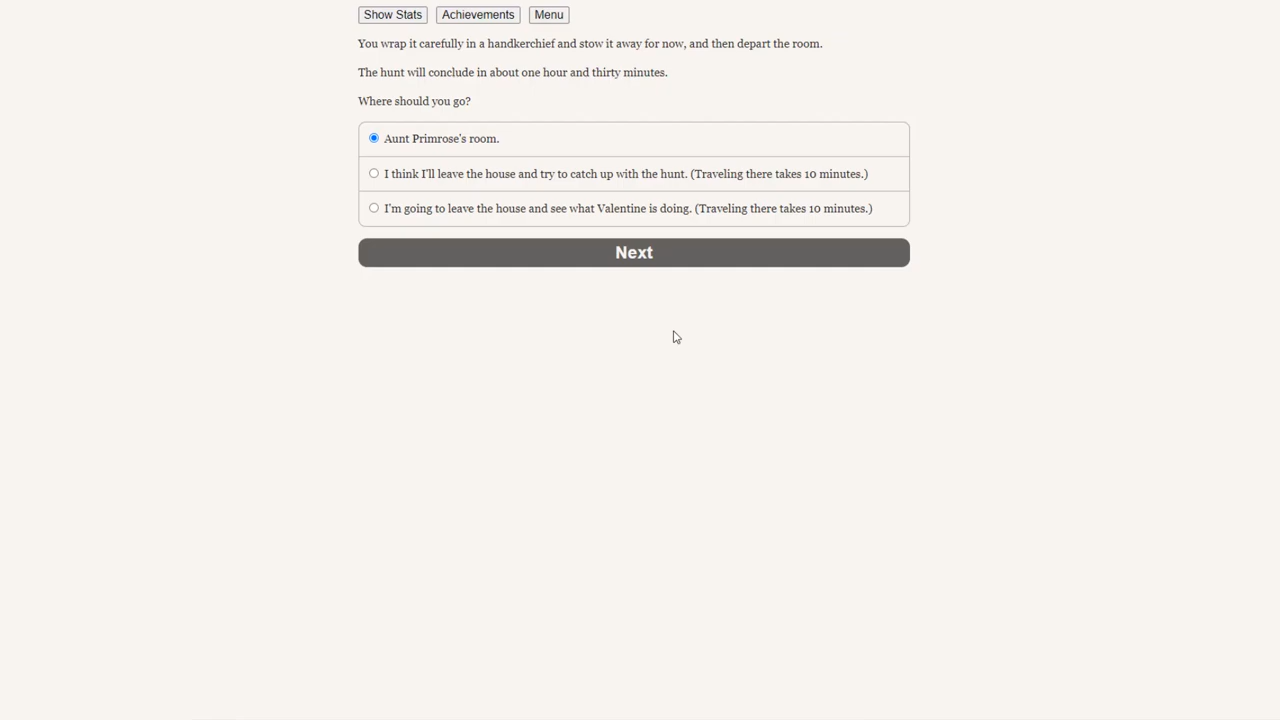 Show Stats Achievements Menu
You wrap it carefully in a handkerchief and stow it away for now, and then depart the room.
The hunt will conclude in about one hour and thirty minutes.
Where should you go?
Aunt Primrose's room.
I think I'll leave the house and try to catch up with the hunt. (Traveling there takes 10 minutes.)
I'm going to leave the house and see what Valentine is doing. (Traveling there takes 10 minutes.)
Next